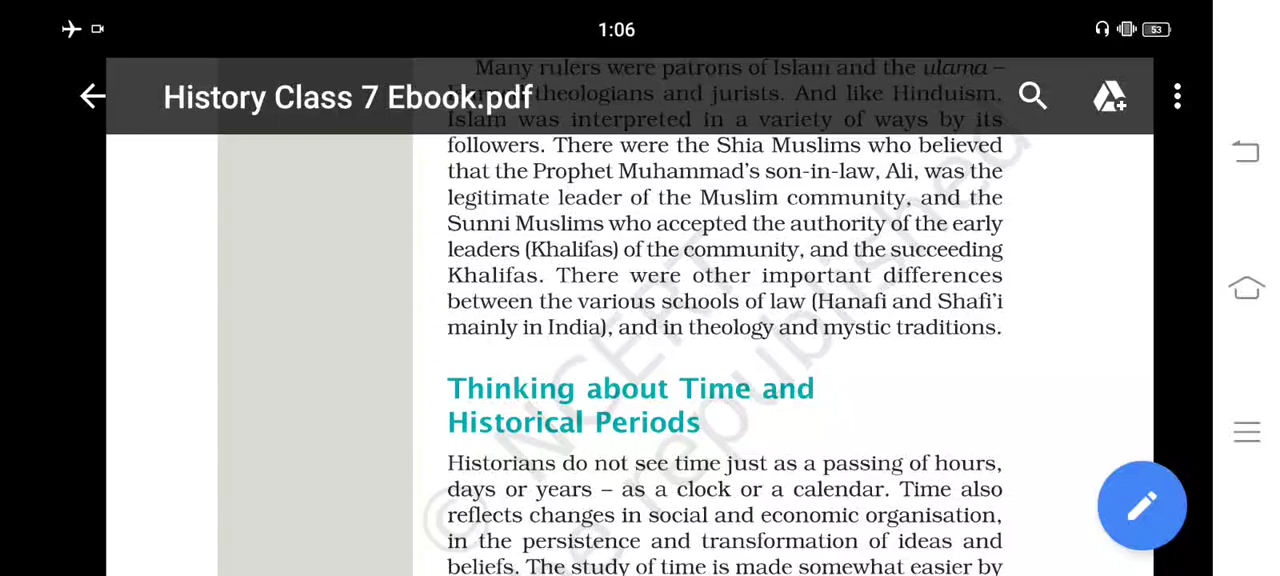 1:06
53
Many rulers were patrons of Islam and the ulama –
History Class 7 Ebook.pdf
theologians and jurists. And like Hinduism,
Islam was interpreted in a variety of ways by its
followers. There were the Shia Muslims who believed
that the Prophet Muhammad's son-in-law, Ali, was the
legitimate leader of the Muslim community, and the
Sunni Muslims who accepted the authority of the early
leaders (Khalifas) of the community, and the succeeding
Khalifas. There were other important differences
between the various schools of law (Hanafi and Shafi'i
mainly in India), and in theology and mystic traditions.
Thinking about Time and
Historical Periods
Historians do not see time just as a passing of hours,
days or years – as a clock or a calendar. Time also
reflects changes in social and economic organisation,
in the persistence and transformation of ideas and
beliefs. The study of time is made somewhat easier by
© NCERT
republished